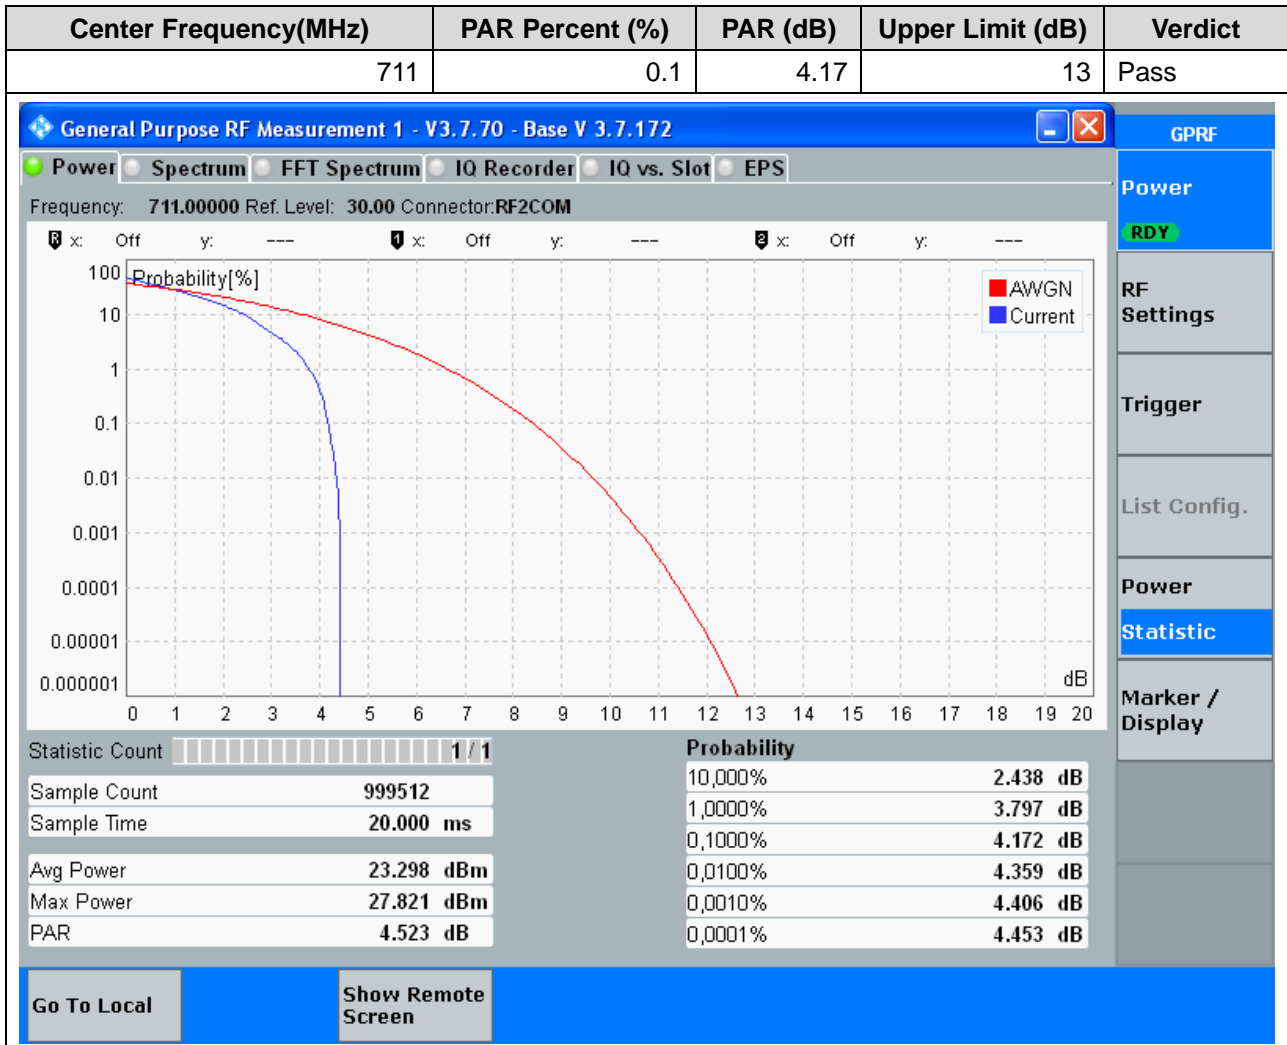 Center Frequency(MHz) PAR Percent (%) PAR (dB) Upper Limit (dB) Verdict
711 0.1 4.17 13 Pass
General Purpose RF Measurement 1 - V3.7.70 - Base V 3.7.172
GPRF
Power Spectrum FFT Spectrum IQ Recorder IQ vs. Slot EPS
Frequency: 711.00000 Ref. Level: 30.00 Connector:RF2COM
R x: Off y: --- 1 x: Off y: --- 2 x: Off y: ---
Probability[%]
AWGN
Current
100
10
1
0.1
0.01
0.001
0.0001
0.00001
0.000001
dB
0 1 2 3 4 5 6 7 8 9 10 11 12 13 14 15 16 17 18 19 20
Statistic Count 1 / 1
Sample Count 999512
Sample Time 20.000 ms
Avg Power 23.298 dBm
Max Power 27.821 dBm
PAR 4.523 dB
Probability
10,000% 2.438 dB
1,0000% 3.797 dB
0,1000% 4.172 dB
0,0100% 4.359 dB
0,0010% 4.406 dB
0,0001% 4.453 dB
Power
RDY
RF
Settings
Trigger
List Config.
Power
Statistic
Marker /
Display
Go To Local
Show Remote
Screen